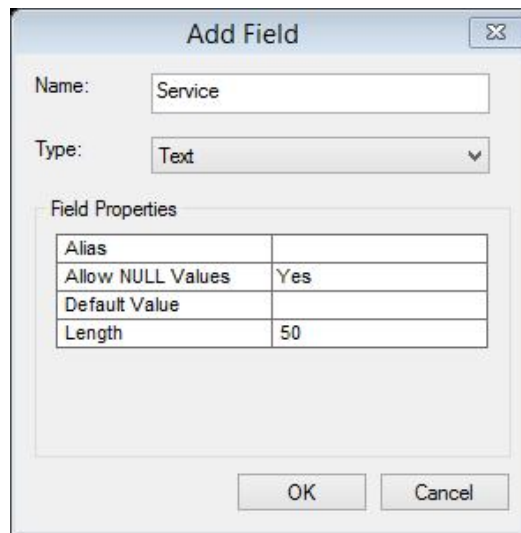 Add Field
Name: Service
Type: Text
Field Properties
Alias
Allow NULL Values Yes
Default Value
Length 50
OK Cancel